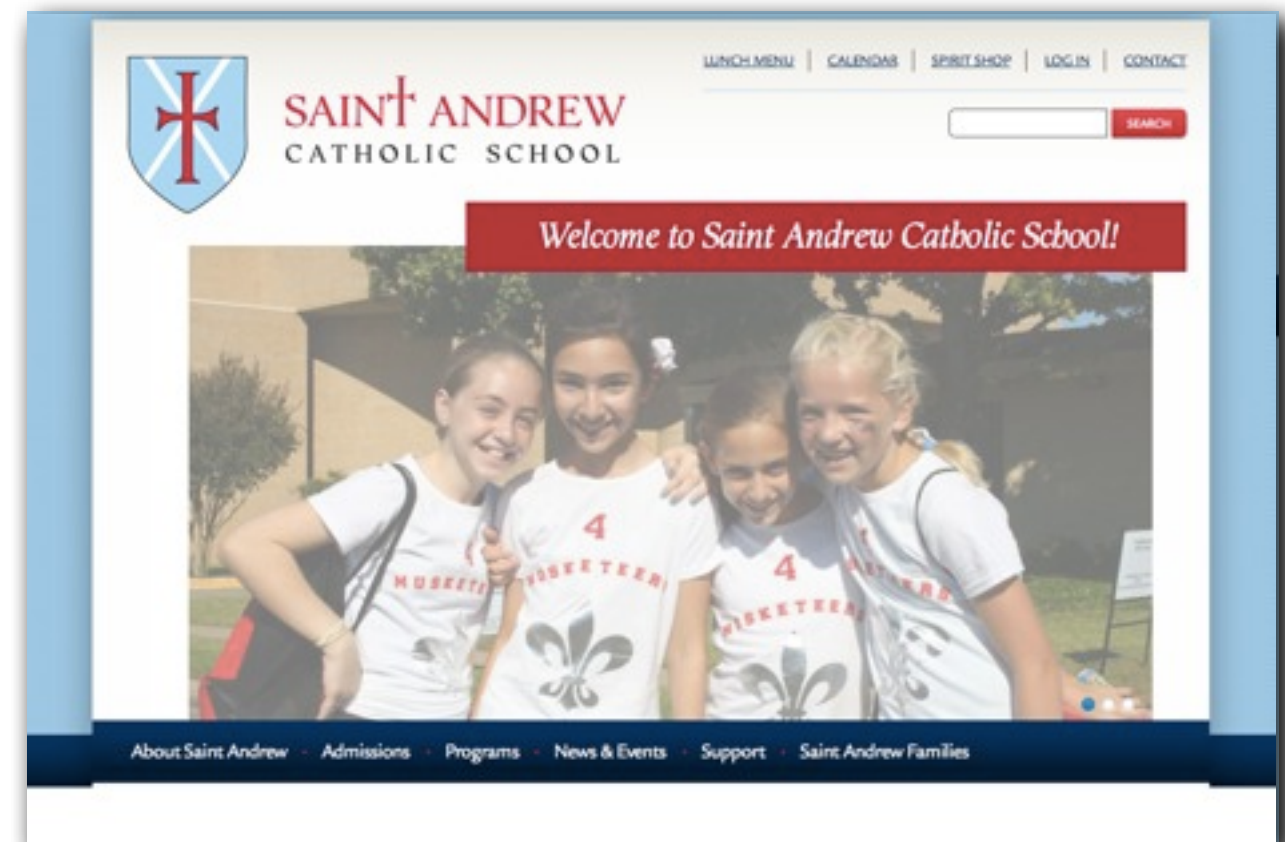 LUNCH MENU | CALENDAR | SPIRIT SHOP | LOG IN | CONTACT
SAINT ANDREW
CATHOLIC SCHOOL
SEARCH
Welcome to Saint Andrew Catholic School!
4
4
MUSKETEERS
MUSKETEERS
About Saint Andrew · Admissions · Programs · News & Events · Support · Saint Andrew Families